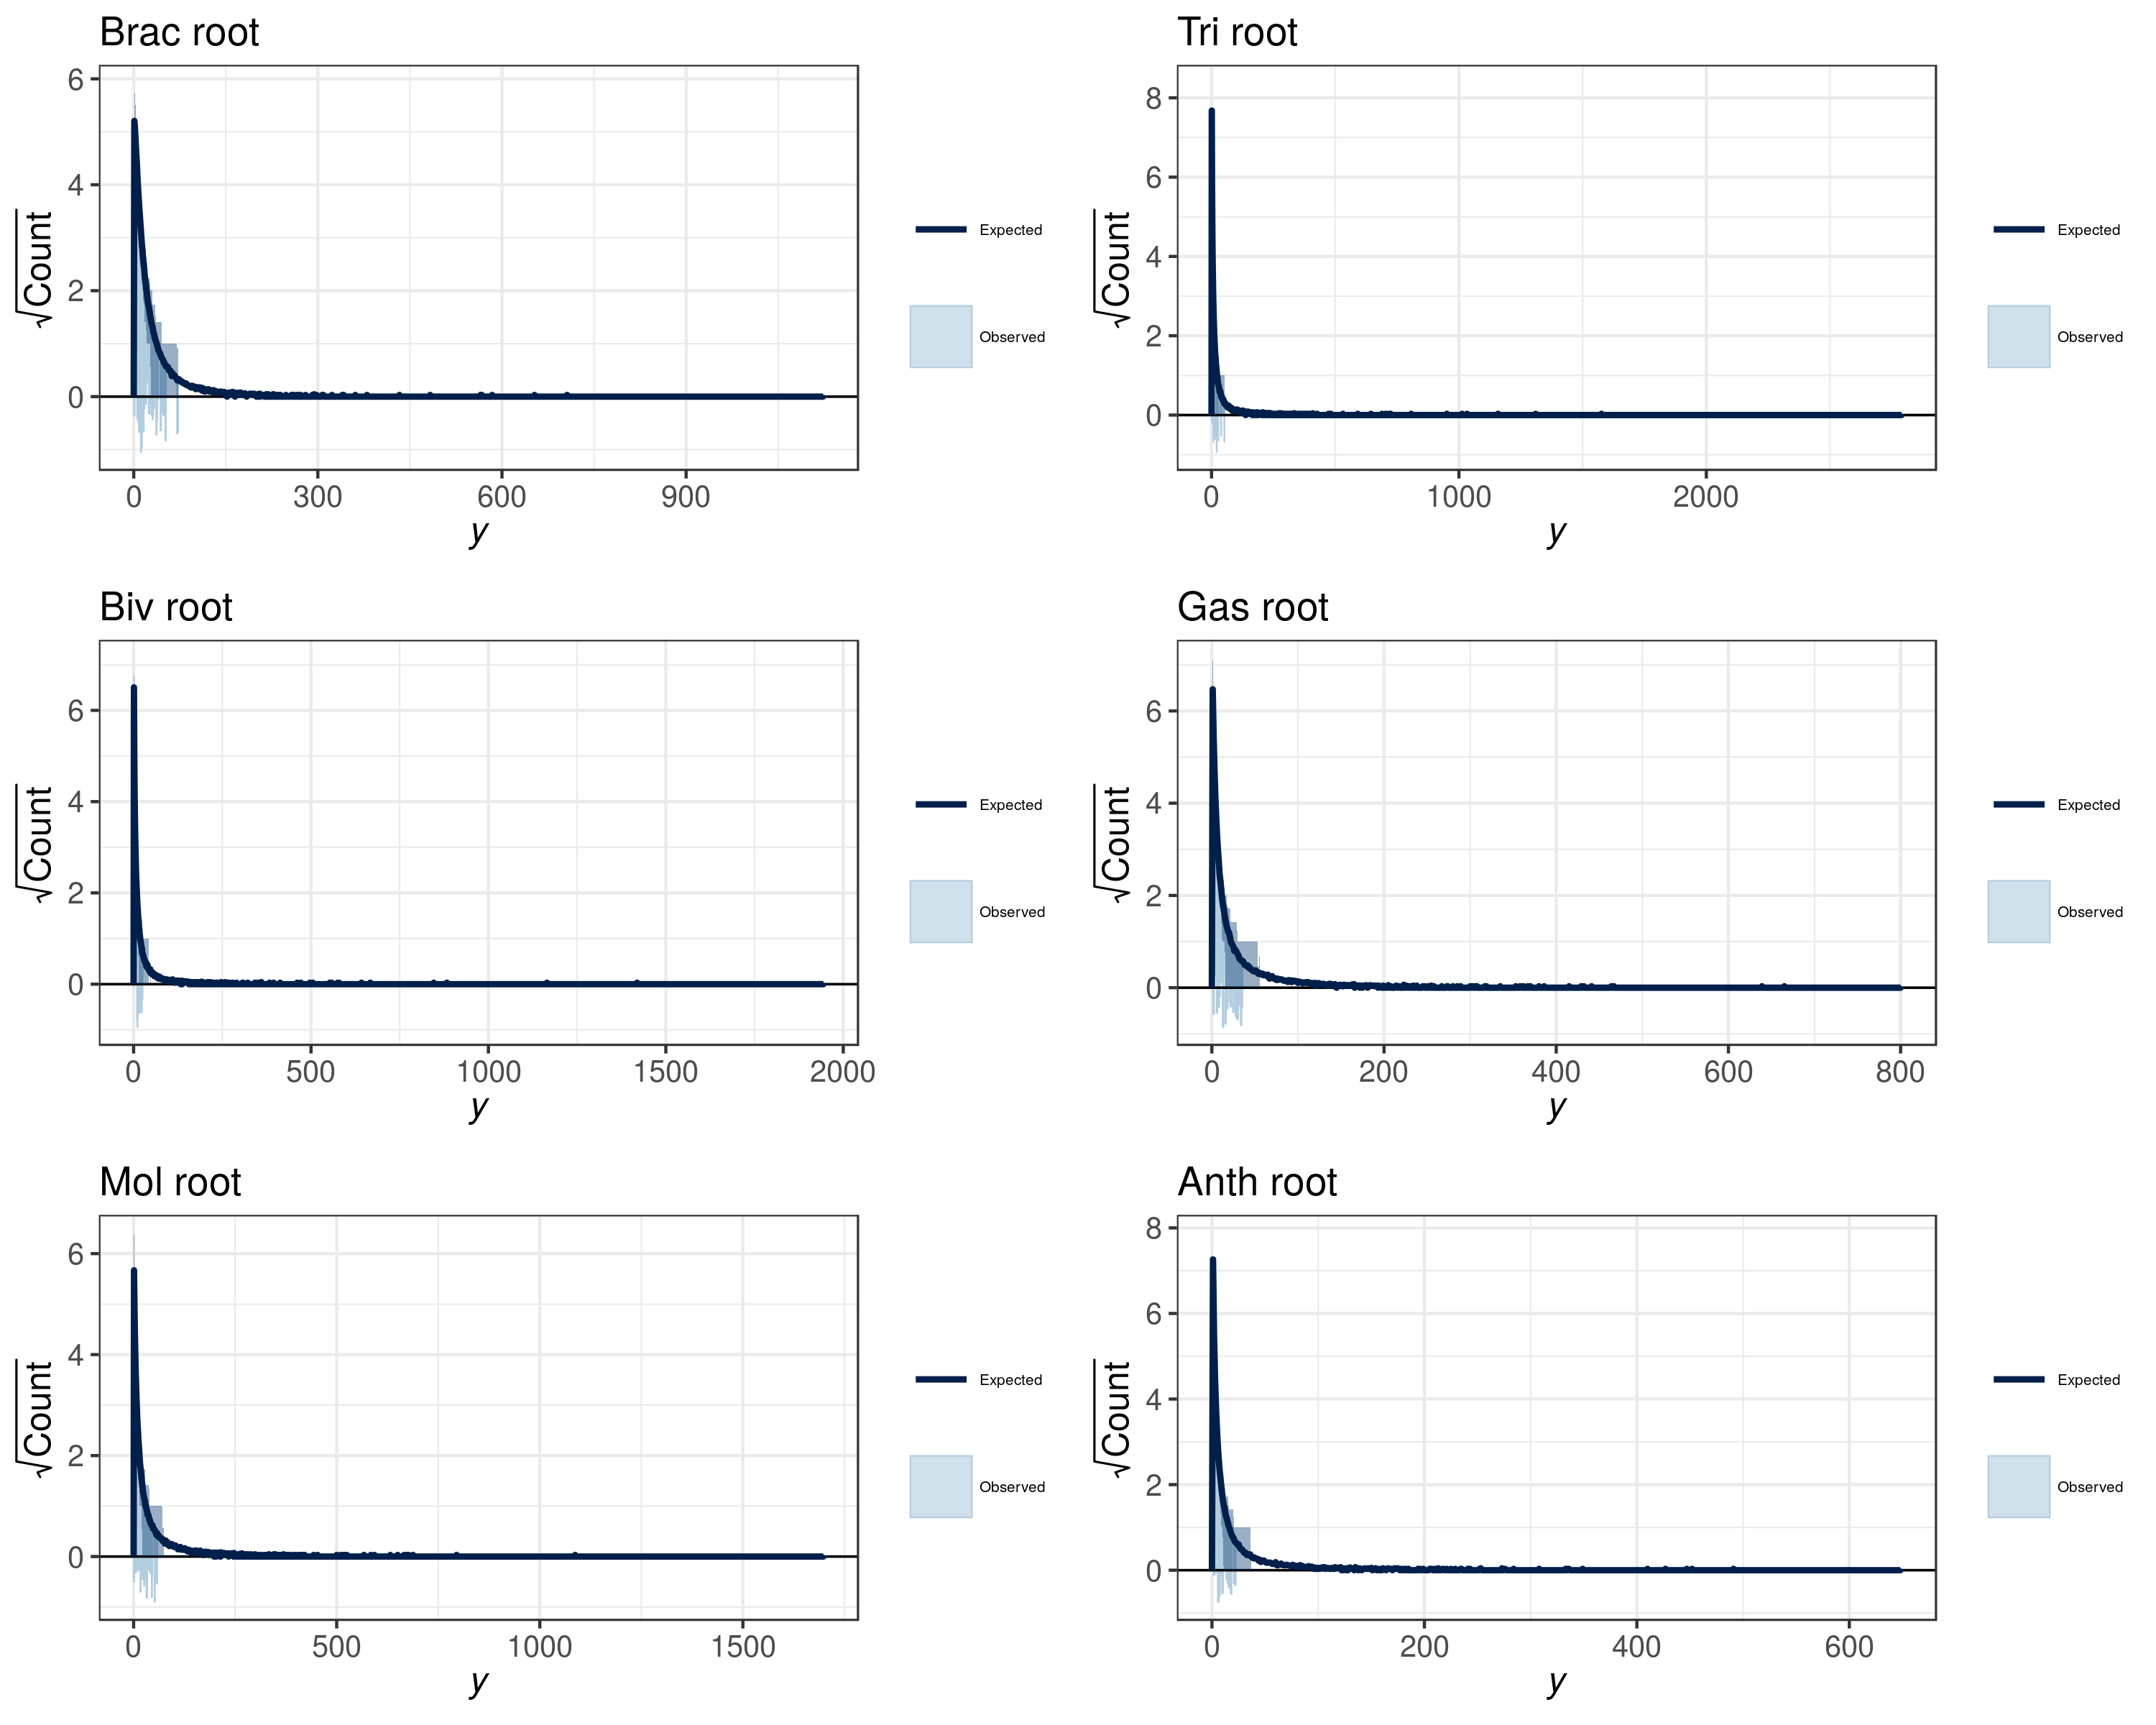 Brac root
6
4
2
0
√Count
0 300 600 900
y
Expected
Observed
Tri root
8
6
4
2
0
√Count
0 1000 2000
y
Expected
Observed
Biv root
6
4
2
0
√Count
0 500 1000 1500 2000
y
Expected
Observed
Gas root
6
4
2
0
√Count
0 200 400 600 800
y
Expected
Observed
Mol root
6
4
2
0
√Count
0 500 1000 1500
y
Expected
Observed
Anth root
8
6
4
2
0
√Count
0 200 400 600
y
Expected
Observed